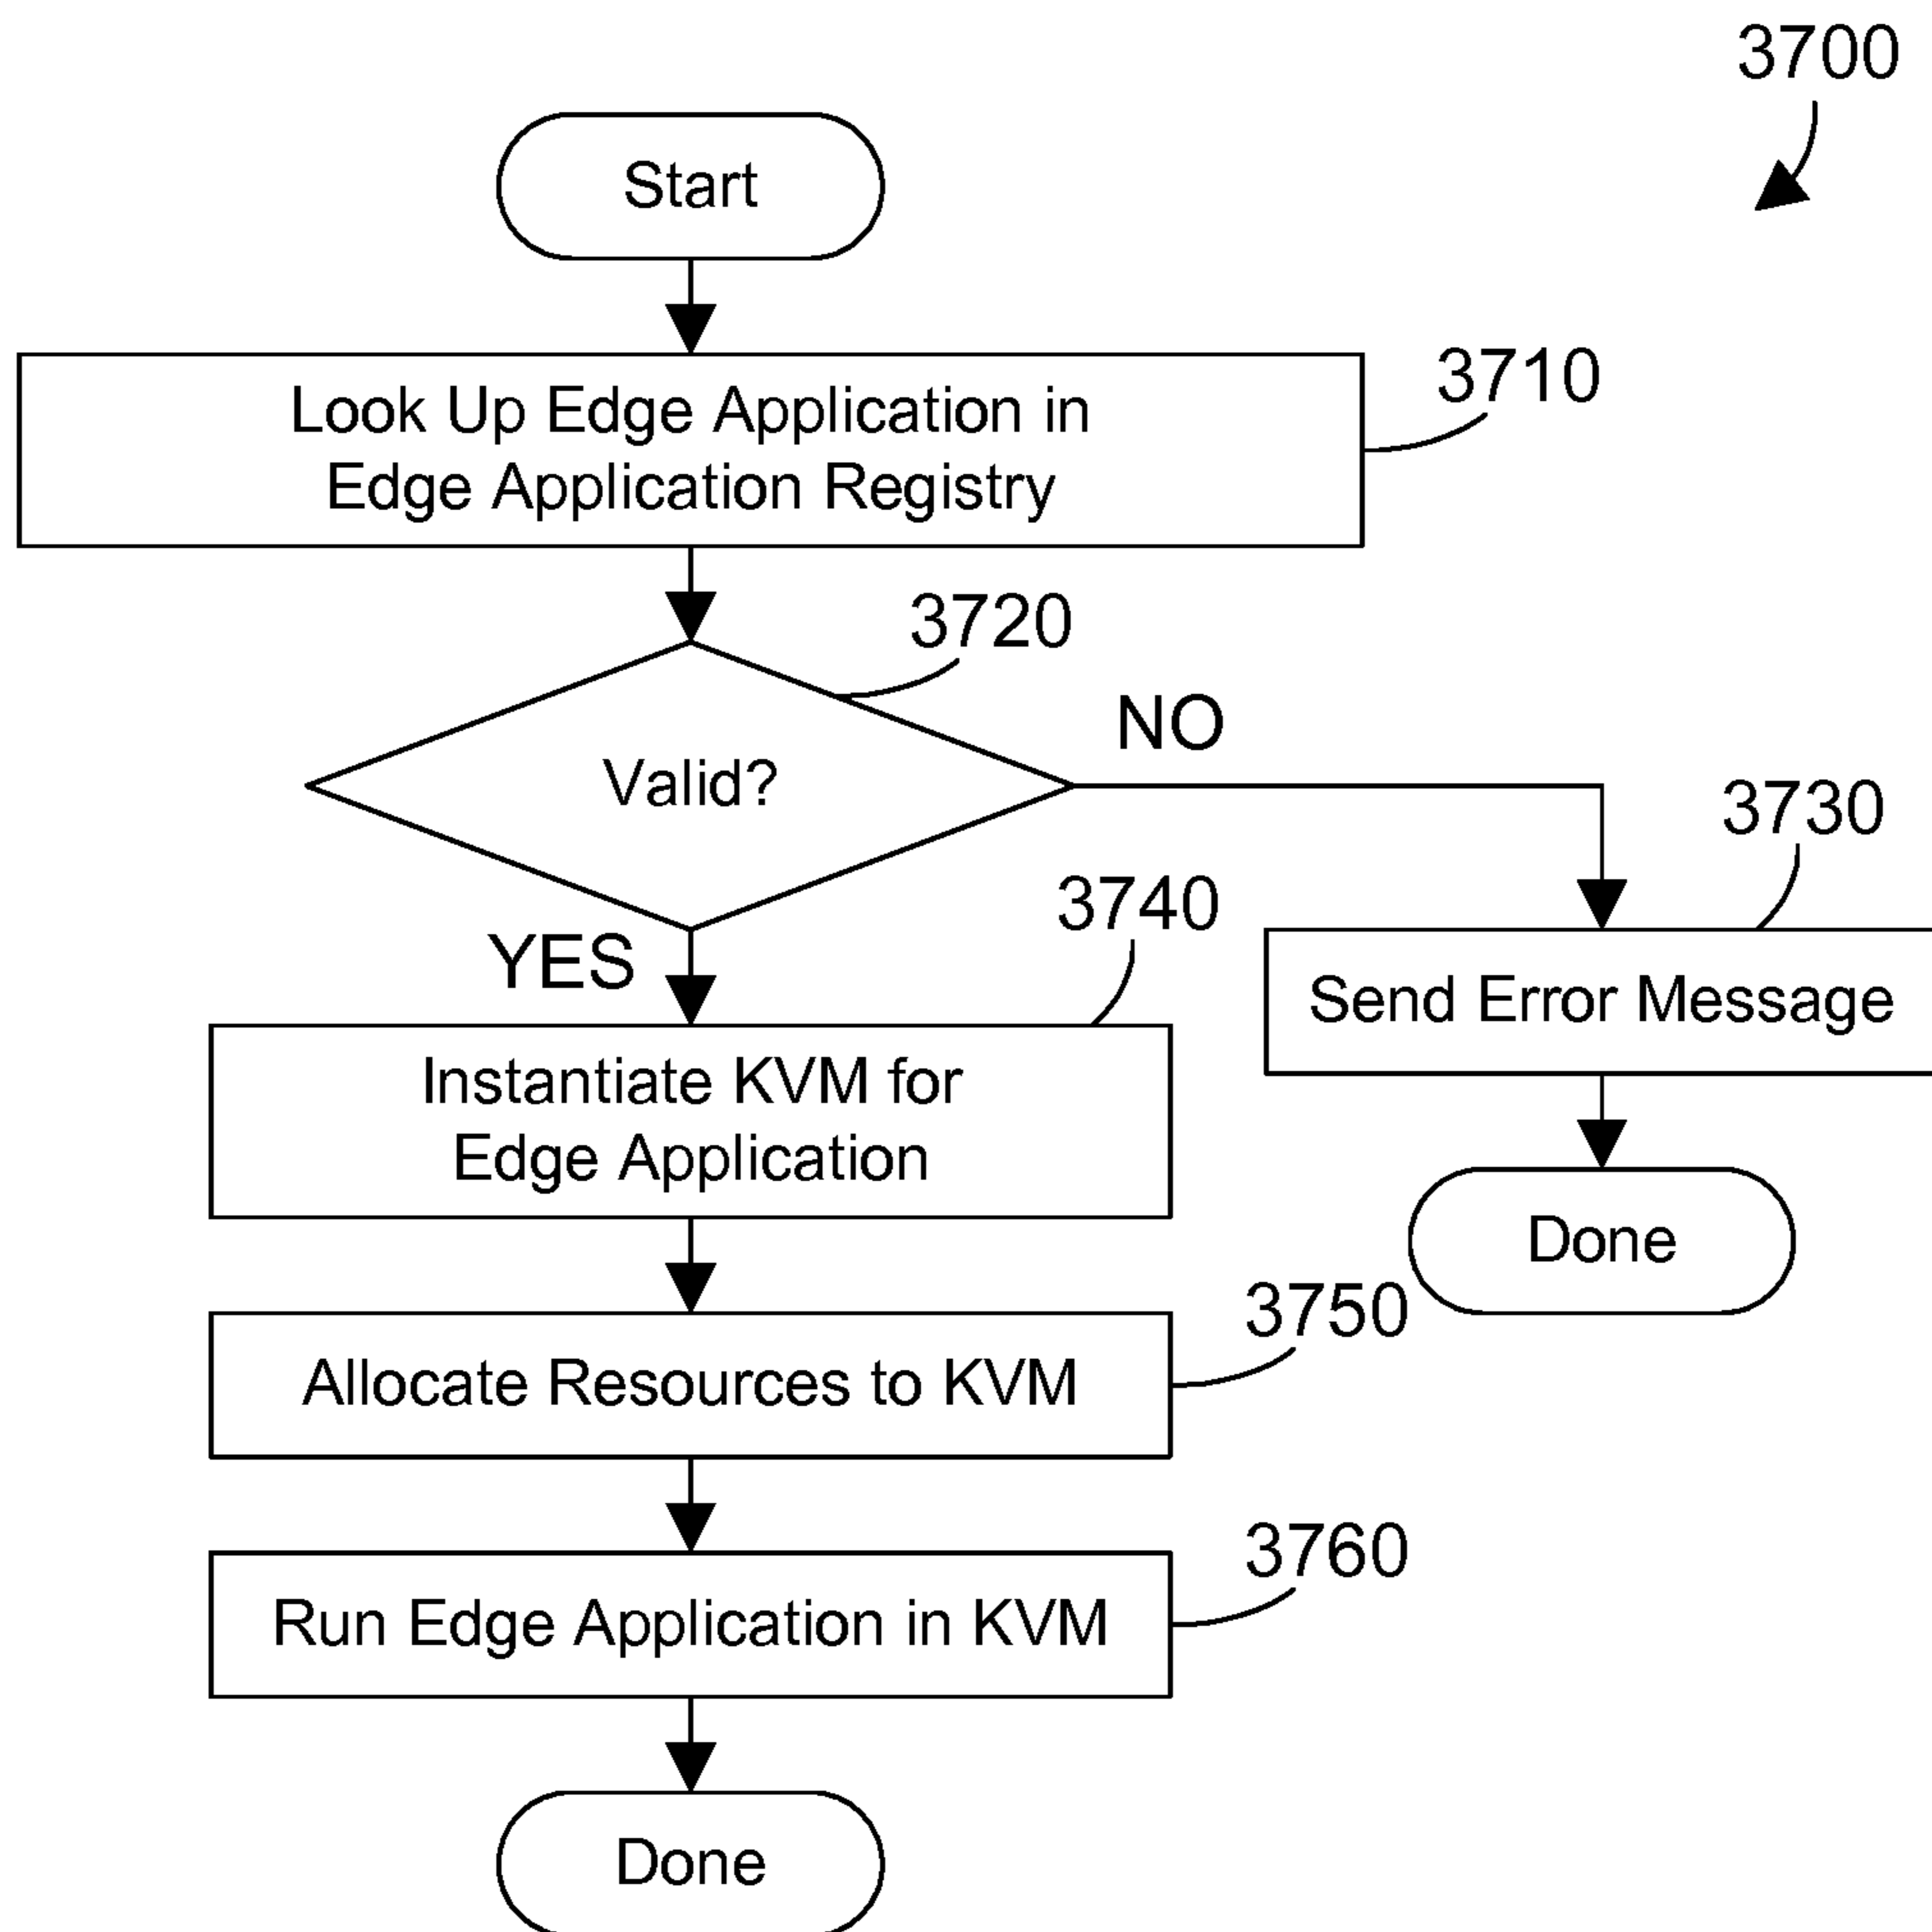 3700
Start
Look Up Edge Application in
Edge Application Registry
3710
3720
Valid?
NO
YES
3730
Send Error Message
Done
3740
Instantiate KVM for
Edge Application
3750
Allocate Resources to KVM
3760
Run Edge Application in KVM
Done